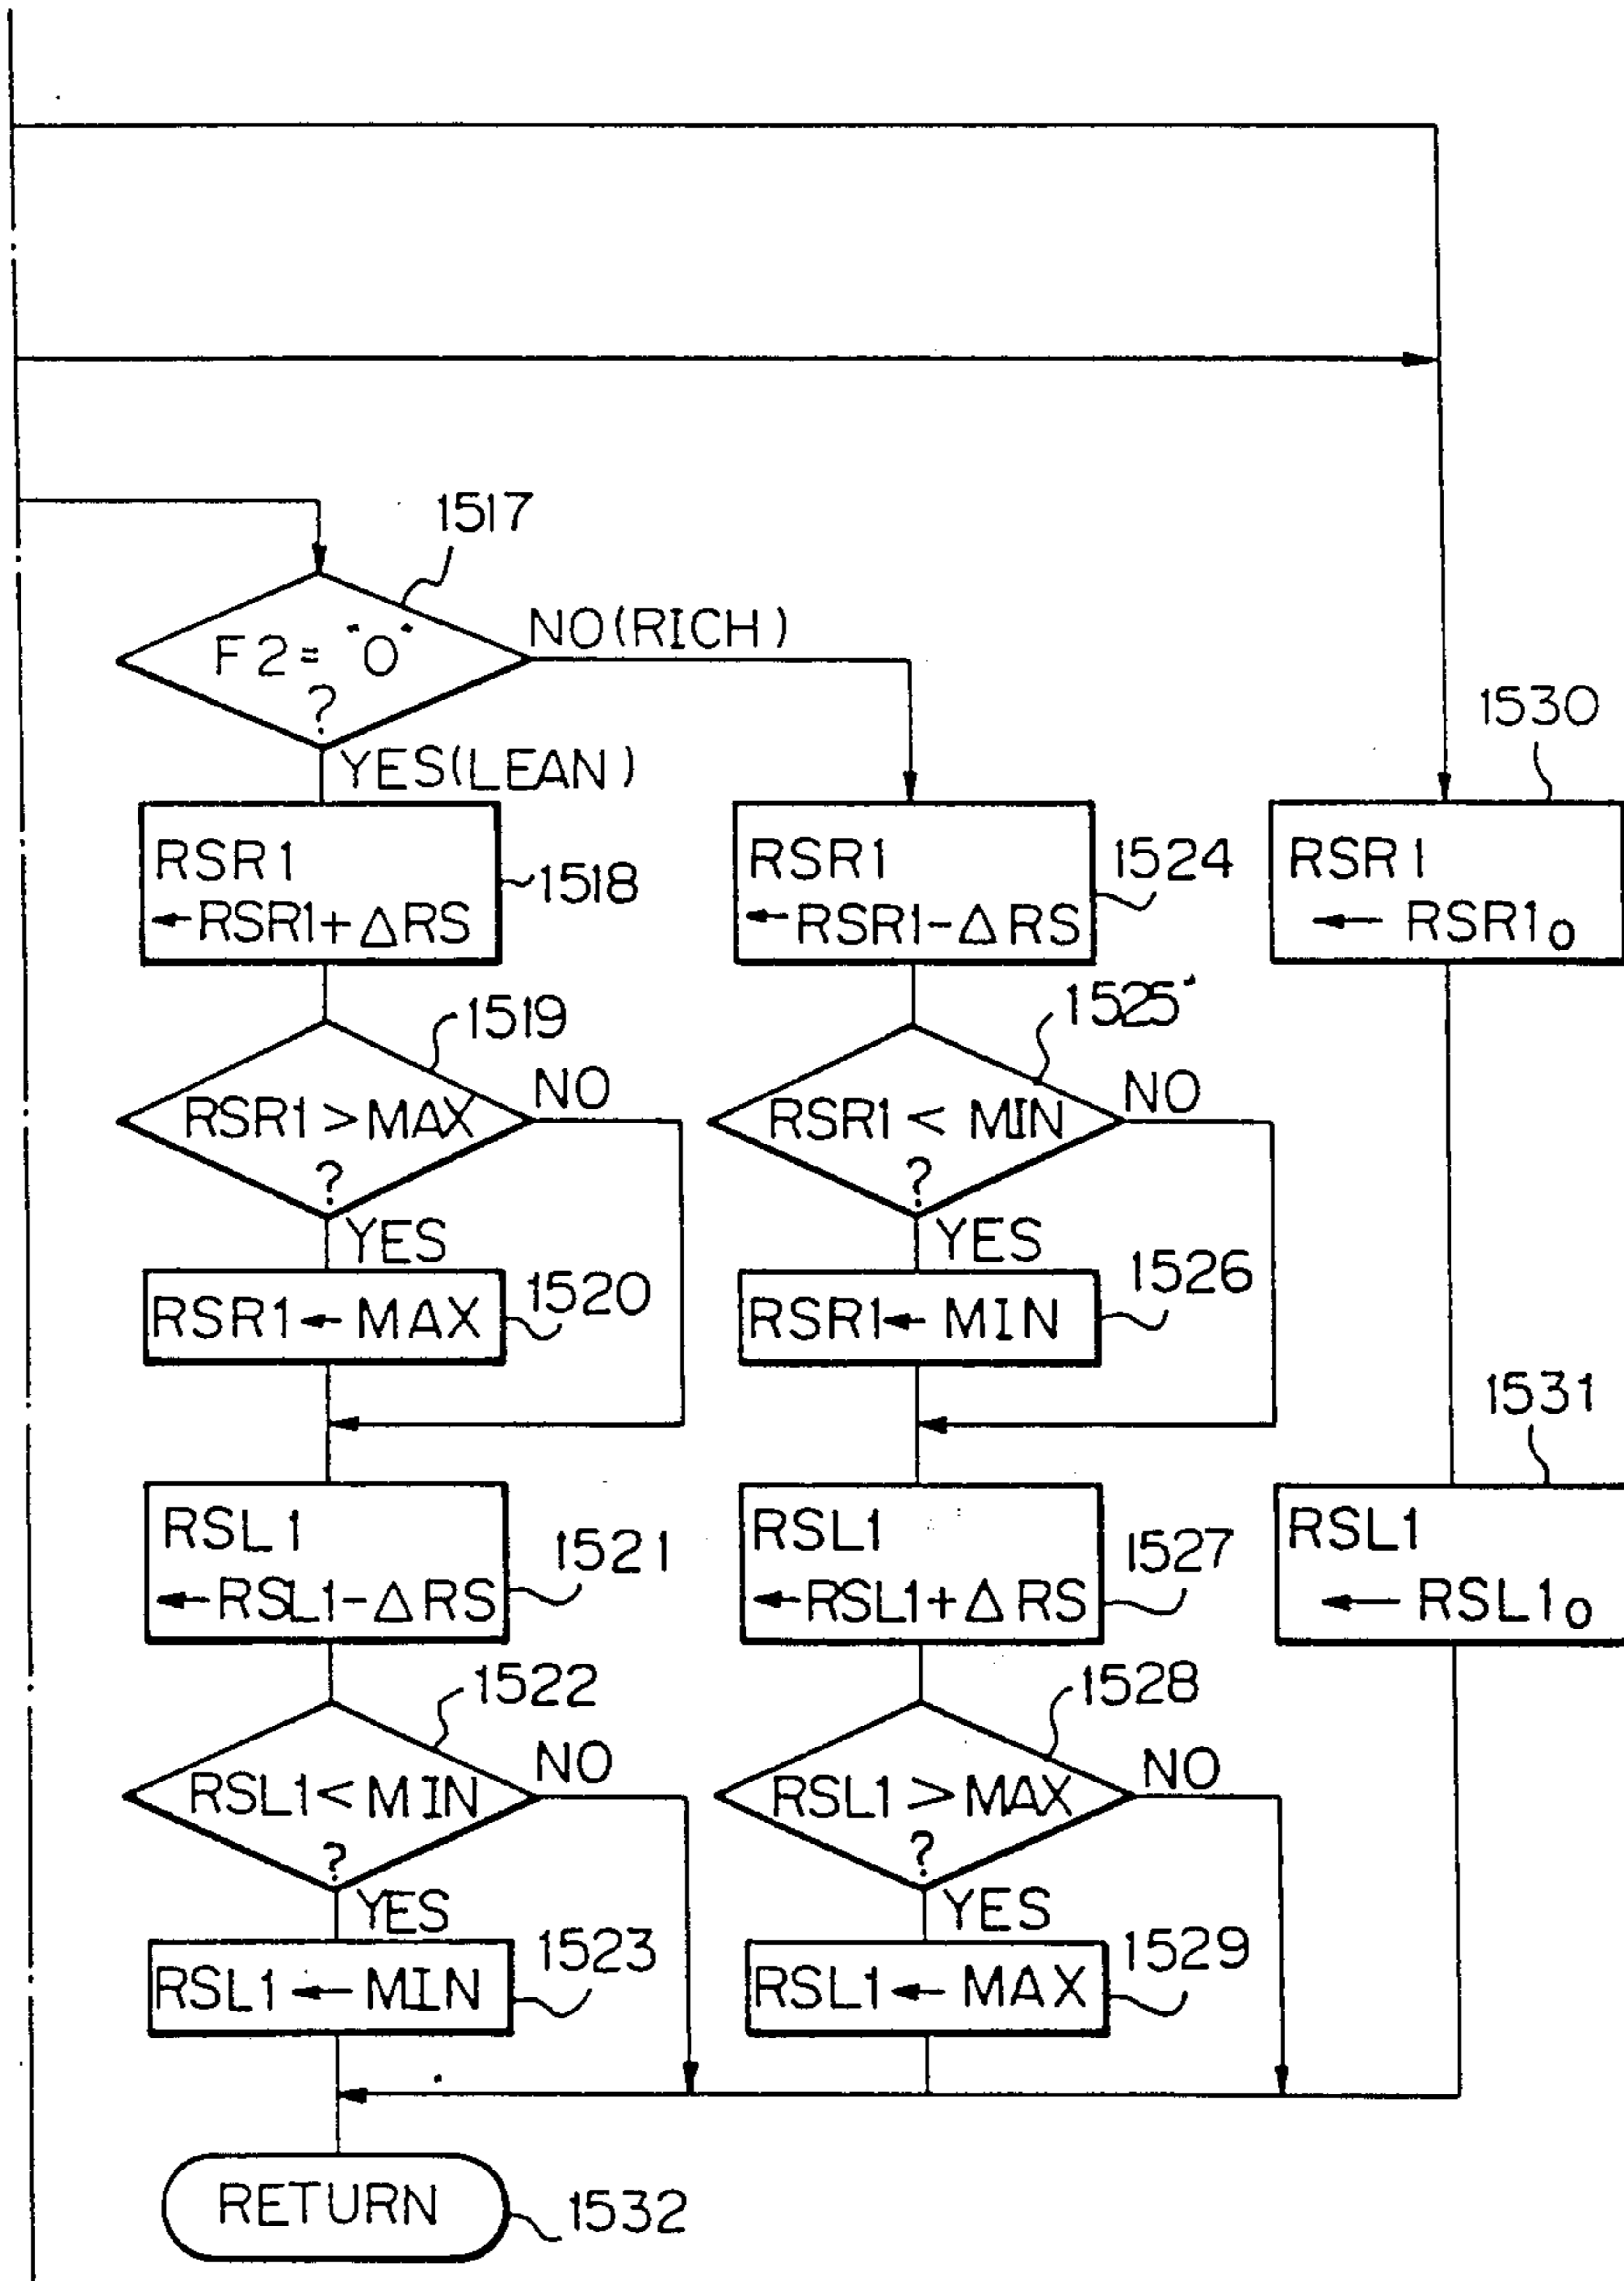 1517
F2= "0"
?
NO(RICH)
YES(LEAN)
RSR1
←RSR1+ΔRS
1518
1519
RSR1>MAX
?
NO
YES
RSR1←MAX
1520
RSL1
←RSL1-ΔRS
1521
1522
RSL1<MIN
?
NO
YES
RSL1←MIN
1523
RSR1
←RSR1-ΔRS
1524
1525
RSR1<MIN
?
NO
YES
RSR1←MIN
1526
RSL1
←RSL1+ΔRS
1527
1528
RSL1>MAX
?
NO
YES
RSL1←MAX
1529
1530
RSR1
←RSR1₀
1531
RSL1
←RSL1₀
RETURN
1532